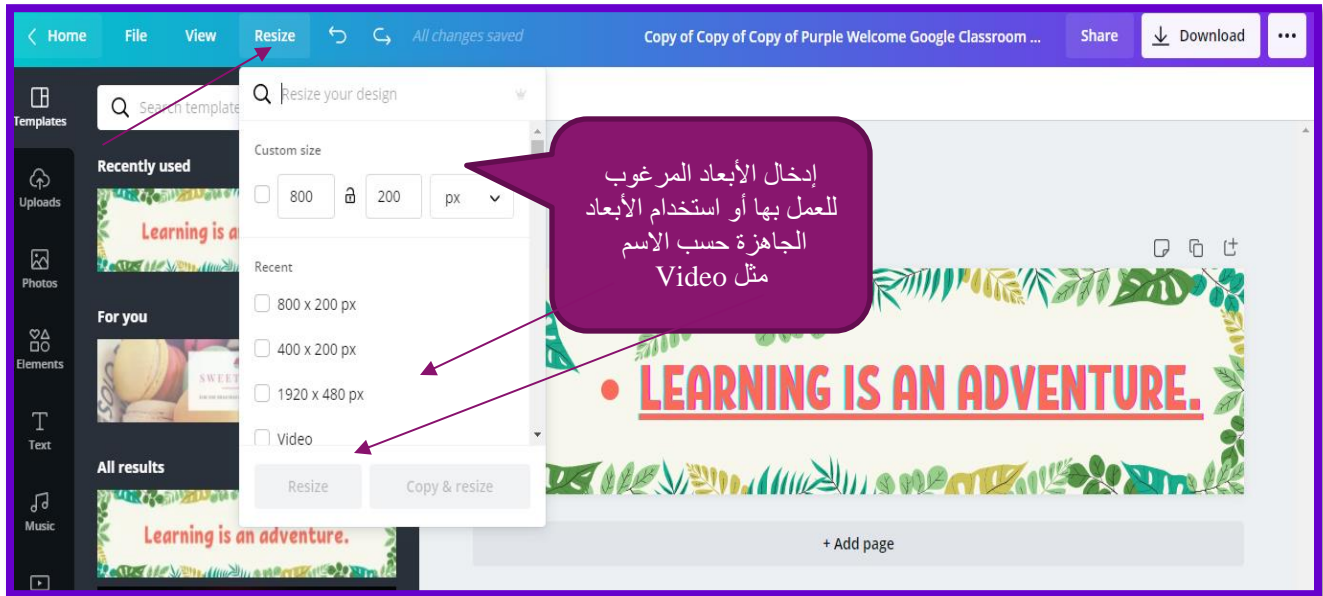 Home File View Resize All changes saved Copy of Copy of Copy of Purple Welcome Google Classroom ... Share Download
Templates
Uploads
Photos
Elements
Text
Music
Search template
Recently used
Learning is a
For you
SWEET
All results
Learning is an adventure.
Resize your design
Custom size
800 200 px
Recent
800 x 200 px
400 x 200 px
1920 x 480 px
Video
Resize Copy & resize
إدخال الأبعاد المرغوب
للعمل بها أو استخدام الأبعاد
الجاهزة حسب الاسم
مثل Video
• LEARNING IS AN ADVENTURE.
+ Add page